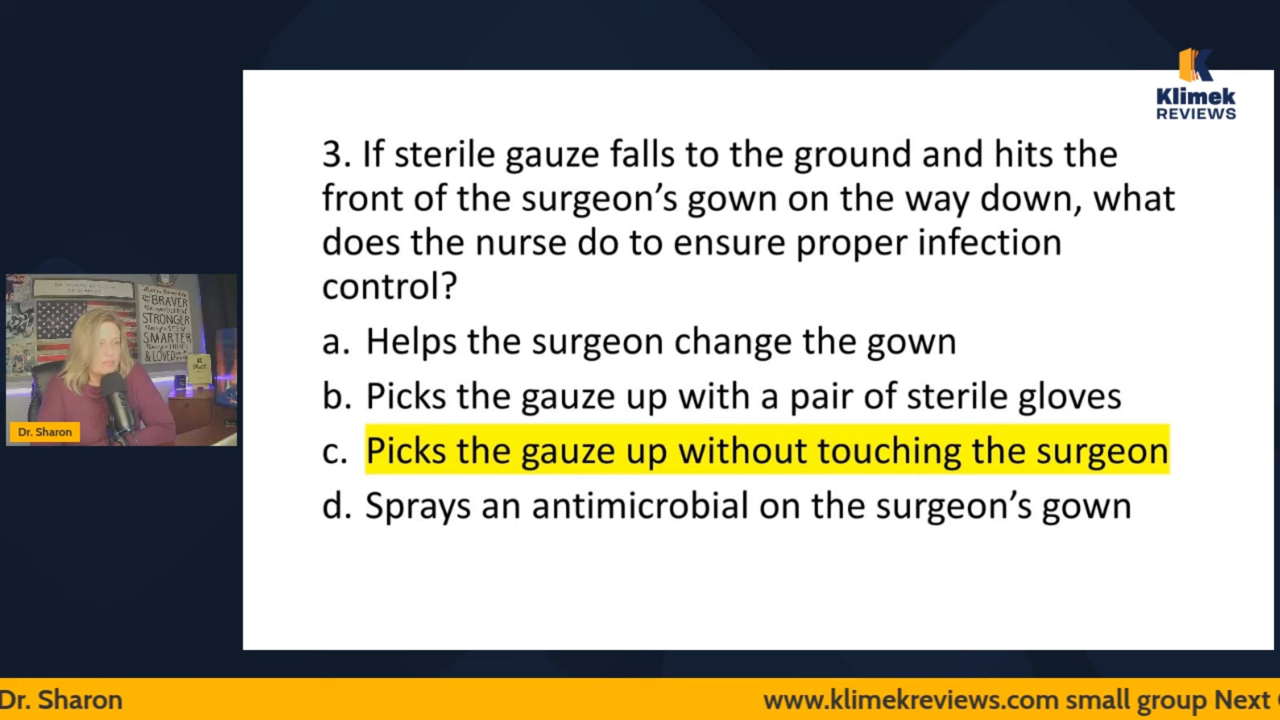 Klimek
REVIEWS
3. If sterile gauze falls to the ground and hits the
front of the surgeon’s gown on the way down, what
does the nurse do to ensure proper infection
control?
a. Helps the surgeon change the gown
b. Picks the gauze up with a pair of sterile gloves
c. Picks the gauze up without touching the surgeon
d. Sprays an antimicrobial on the surgeon’s gown
BRAVER
STRONGER
SMARTER
& LOVED
Dr. Sharon
Dr. Sharon
www.klimekreviews.com small group Next